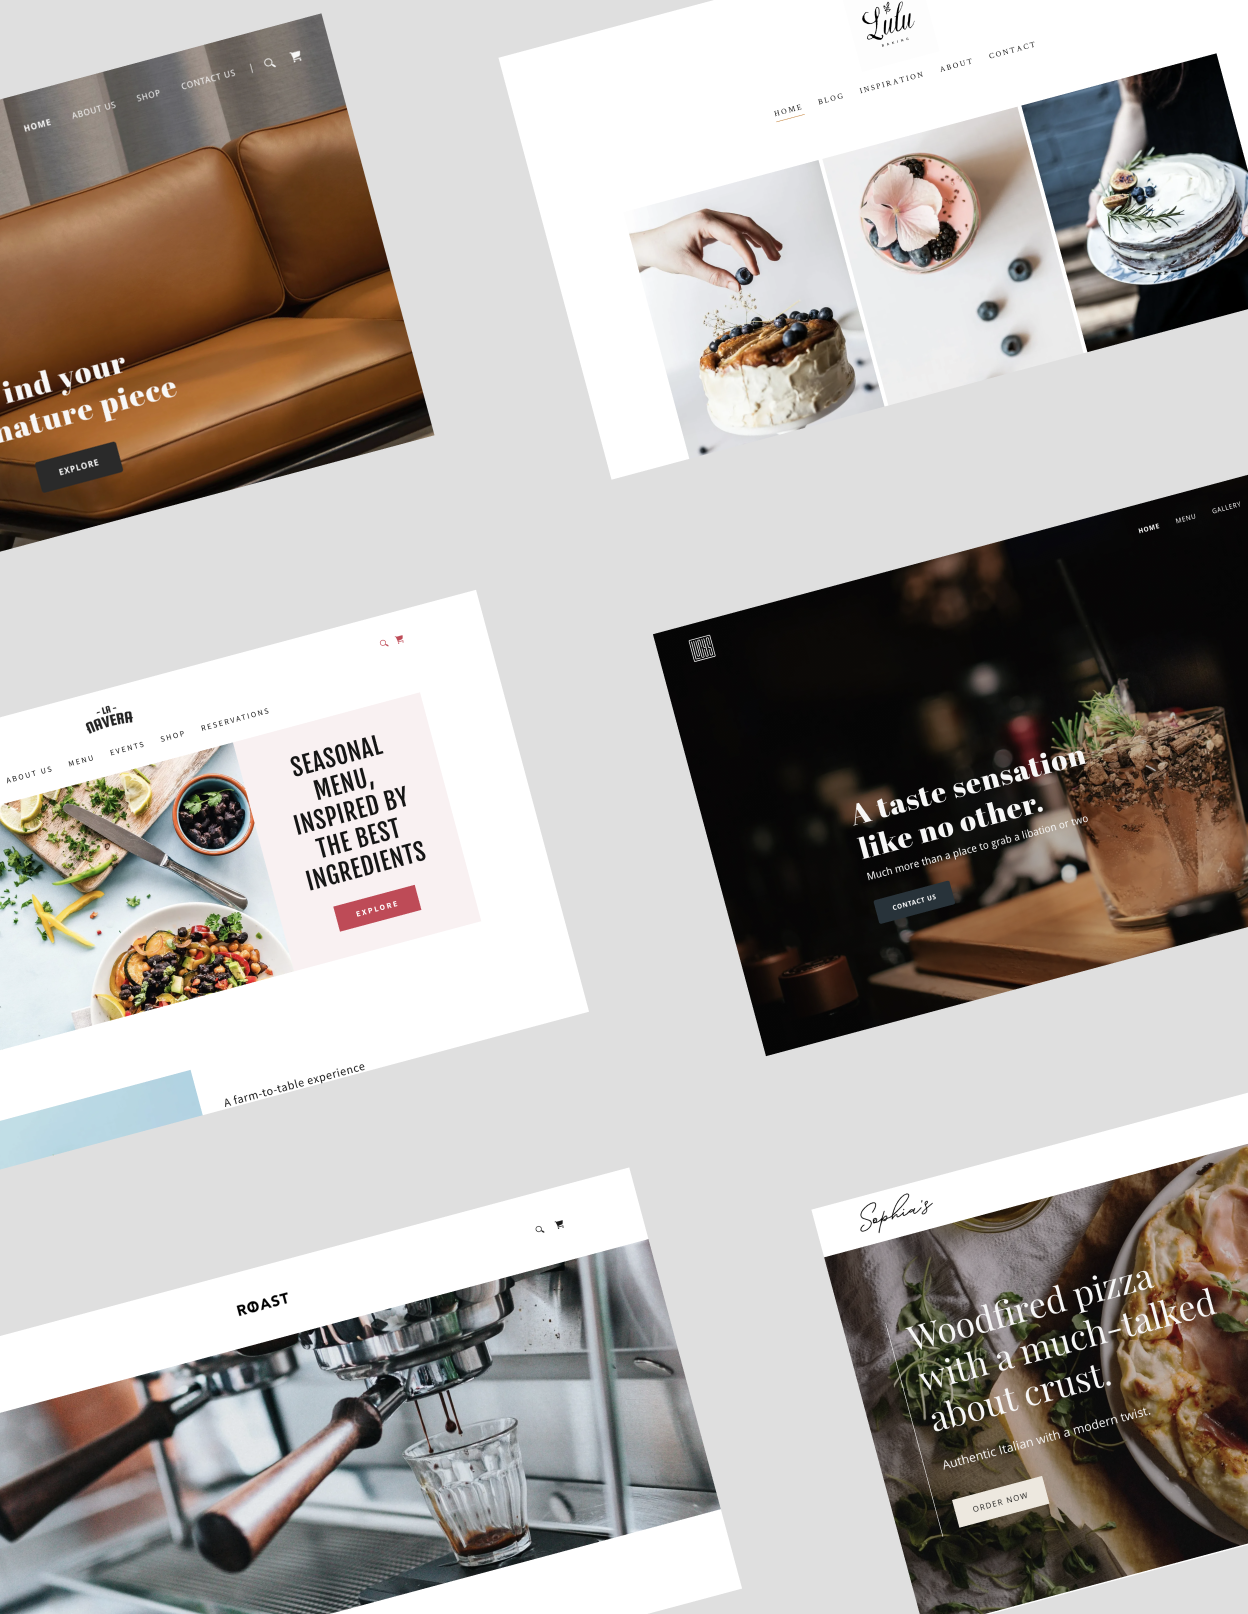 HOME ABOUT US SHOP CONTACT US |
ind your
nature piece
EXPLORE
Lulu
BAKING
HOME BLOG INSPIRATION ABOUT CONTACT
- LA -
NAVERA
ABOUT US MENU EVENTS SHOP RESERVATIONS
SEASONAL
MENU,
INSPIRED BY
THE BEST
INGREDIENTS
EXPLORE
A farm-to-table experience
HOME MENU GALLERY
A taste sensation
like no other.
Much more than a place to grab a libation or two
CONTACT US
ROAST
Sophia's
Woodfired pizza
with a much-talked
about crust.
Authentic Italian with a modern twist.
ORDER NOW